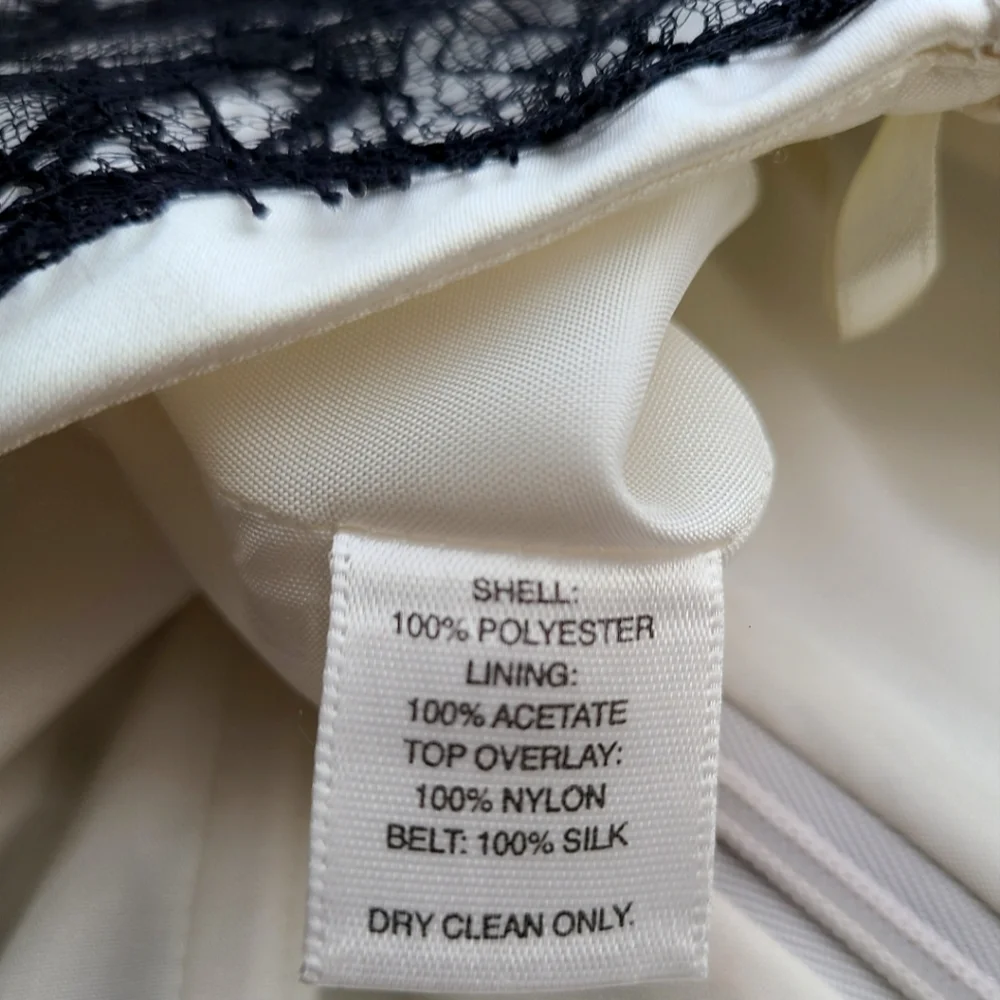 SHELL:
100% POLYESTER
LINING:
100% ACETATE
TOP OVERLAY:
100% NYLON
BELT: 100% SILK
DRY CLEAN ONLY.